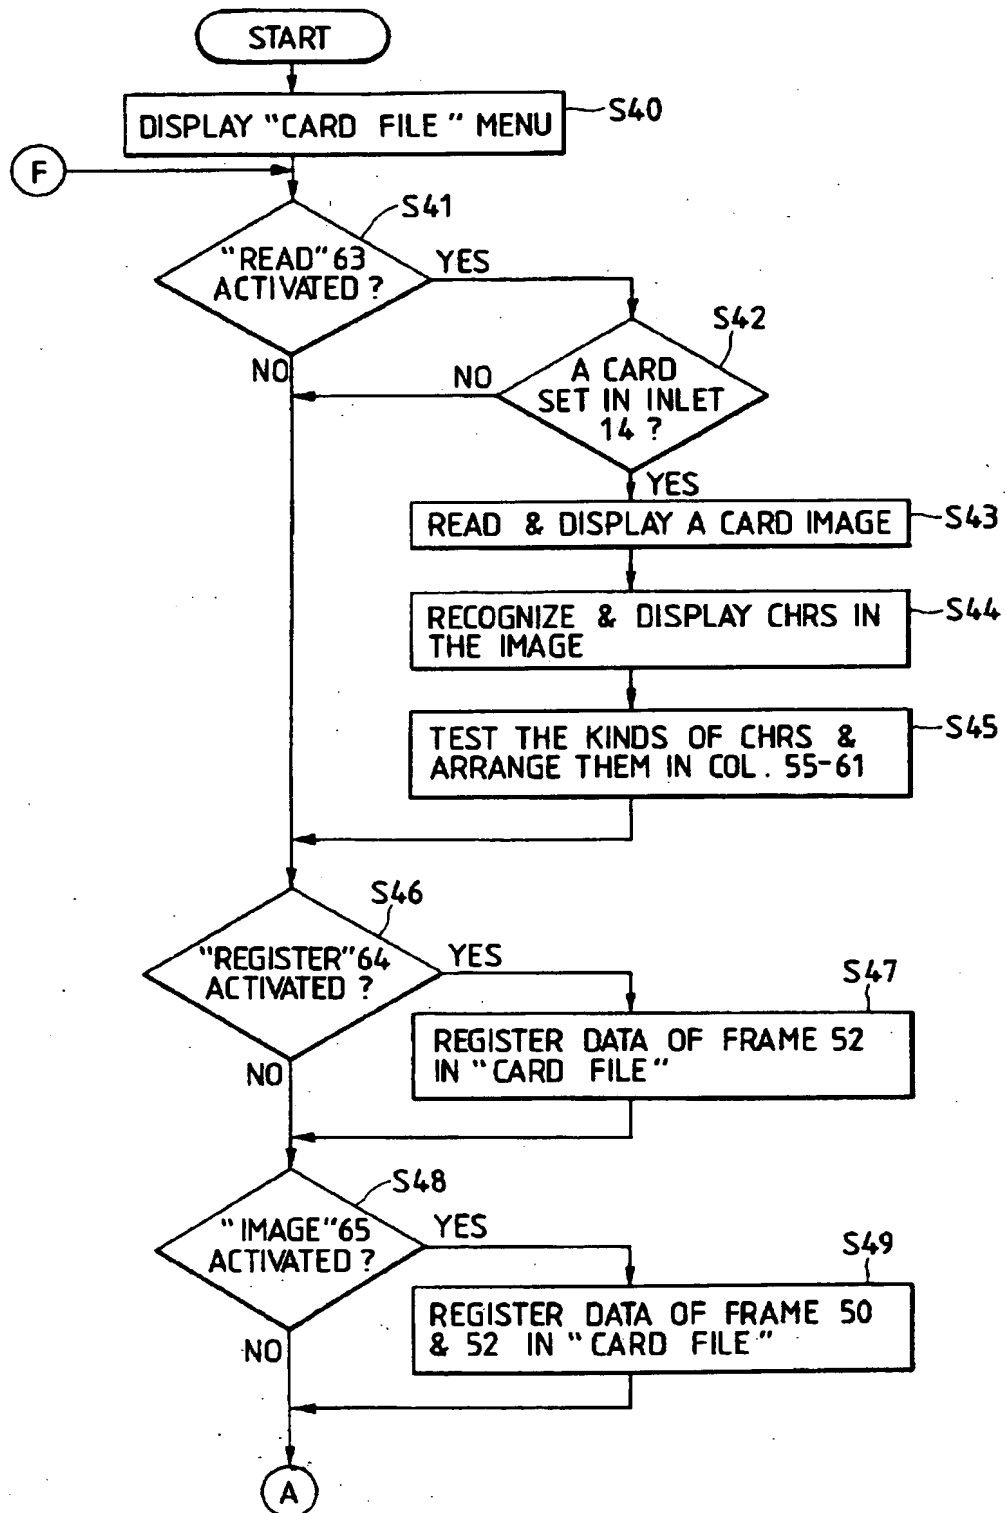 START
DISPLAY "CARD FILE" MENU
S40
F
S41
"READ" 63
ACTIVATED ?
YES
NO
S42
A CARD
SET IN INLET
14 ?
NO
YES
READ & DISPLAY A CARD IMAGE
S43
RECOGNIZE & DISPLAY CHRS IN
THE IMAGE
S44
TEST THE KINDS OF CHRS &
ARRANGE THEM IN COL. 55-61
S45
S46
"REGISTER" 64
ACTIVATED ?
YES
NO
S47
REGISTER DATA OF FRAME 52
IN "CARD FILE"
S48
"IMAGE" 65
ACTIVATED ?
YES
NO
S49
REGISTER DATA OF FRAME 50
& 52 IN "CARD FILE"
A